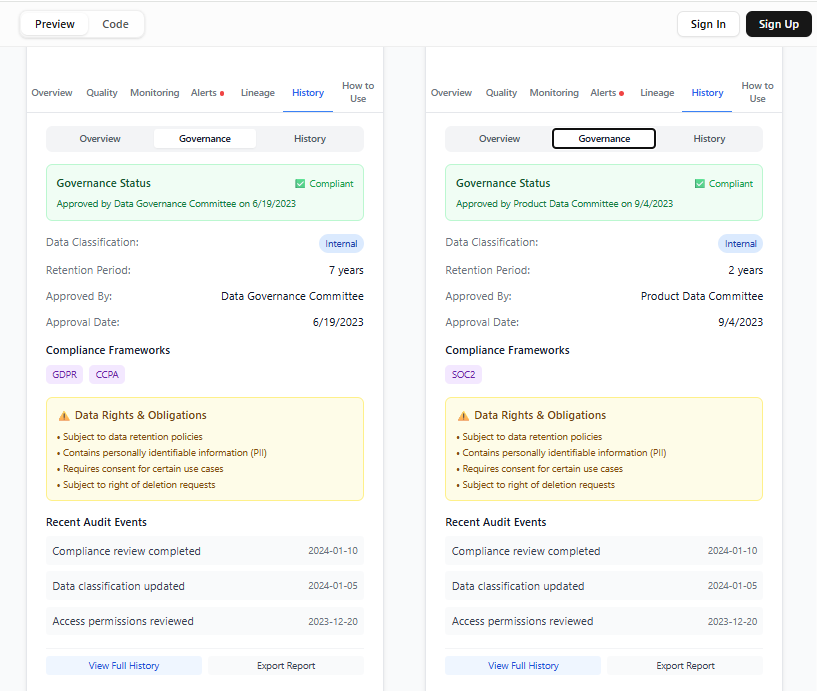 Preview Code Sign In Sign Up
Overview Quality Monitoring Alerts Lineage History How to Use
Overview Governance History
Governance Status ✅ Compliant
Approved by Data Governance Committee on 6/19/2023
Data Classification: Internal
Retention Period: 7 years
Approved By: Data Governance Committee
Approval Date: 6/19/2023
Compliance Frameworks
GDPR CCPA
⚠️ Data Rights & Obligations
• Subject to data retention policies
• Contains personally identifiable information (PII)
• Requires consent for certain use cases
• Subject to right of deletion requests
Recent Audit Events
Compliance review completed 2024-01-10
Data classification updated 2024-01-05
Access permissions reviewed 2023-12-20
View Full History Export Report
Overview Quality Monitoring Alerts Lineage History How to Use
Overview Governance History
Governance Status ✅ Compliant
Approved by Product Data Committee on 9/4/2023
Data Classification: Internal
Retention Period: 2 years
Approved By: Product Data Committee
Approval Date: 9/4/2023
Compliance Frameworks
SOC2
⚠️ Data Rights & Obligations
• Subject to data retention policies
• Contains personally identifiable information (PII)
• Requires consent for certain use cases
• Subject to right of deletion requests
Recent Audit Events
Compliance review completed 2024-01-10
Data classification updated 2024-01-05
Access permissions reviewed 2023-12-20
View Full History Export Report